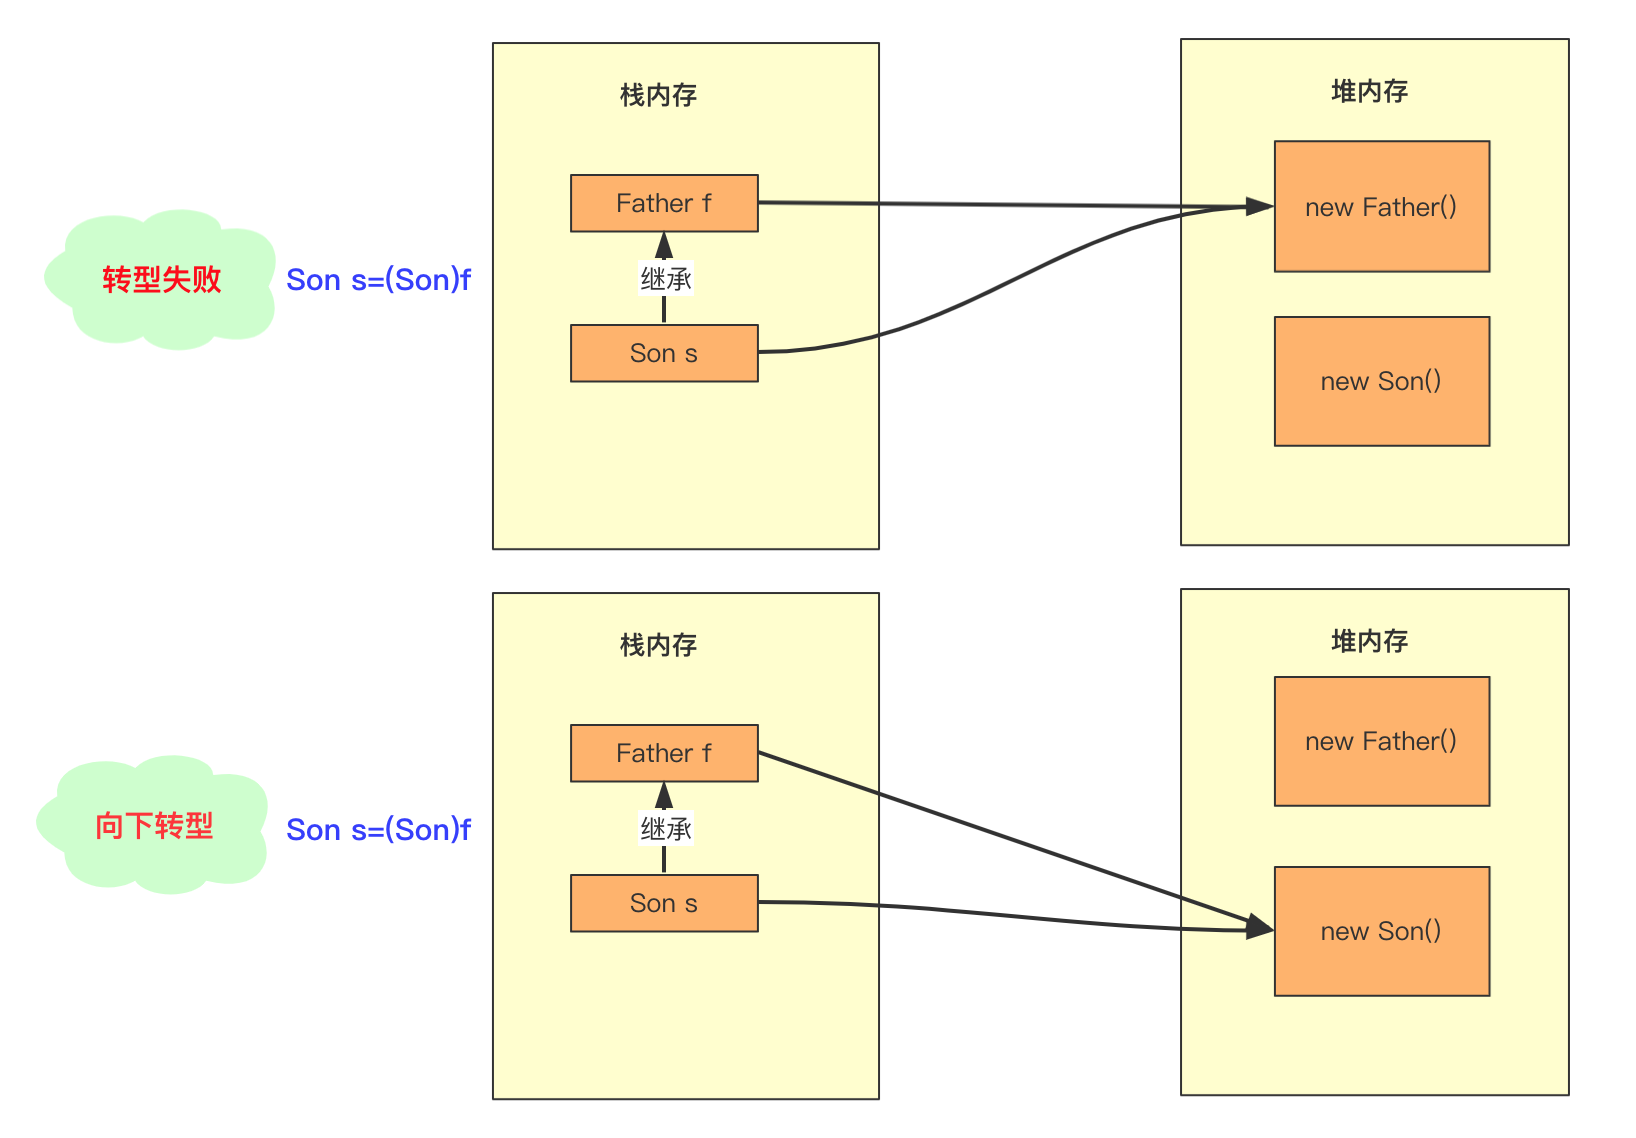 栈内存
堆内存
Father f
new Father()
转型失败
Son s=(Son)f
继承
Son s
new Son()
栈内存
堆内存
Father f
new Father()
向下转型
Son s=(Son)f
继承
Son s
new Son()